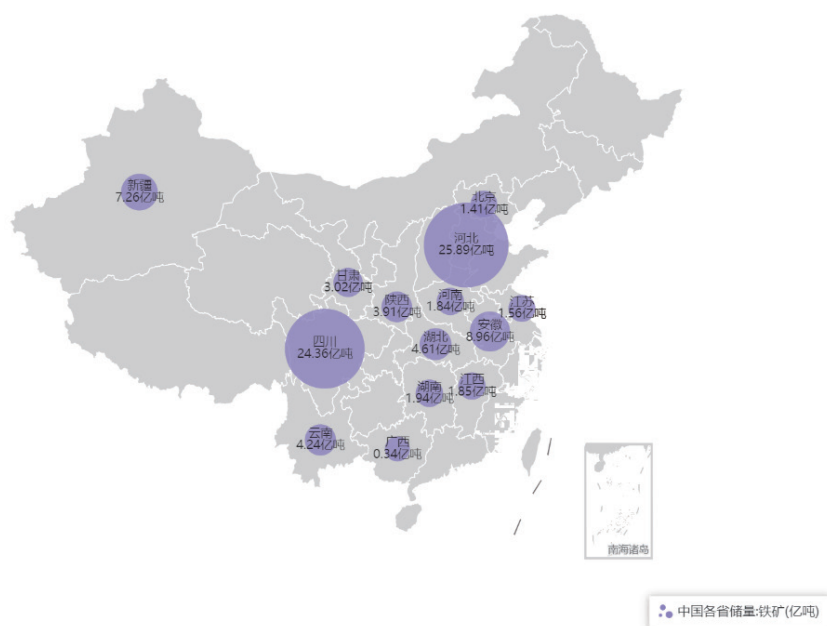 新疆
7.26亿吨
北京
1.41亿吨
河北
25.89亿吨
甘肃
3.02亿吨
陕西
3.91亿吨
河南
1.84亿吨
江苏
1.56亿吨
安徽
8.96亿吨
四川
24.36亿吨
湖北
4.61亿吨
湖南
1.94亿吨
江西
1.85亿吨
云南
4.24亿吨
广西
0.34亿吨
南海诸岛
中国各省储量:铁矿(亿吨)